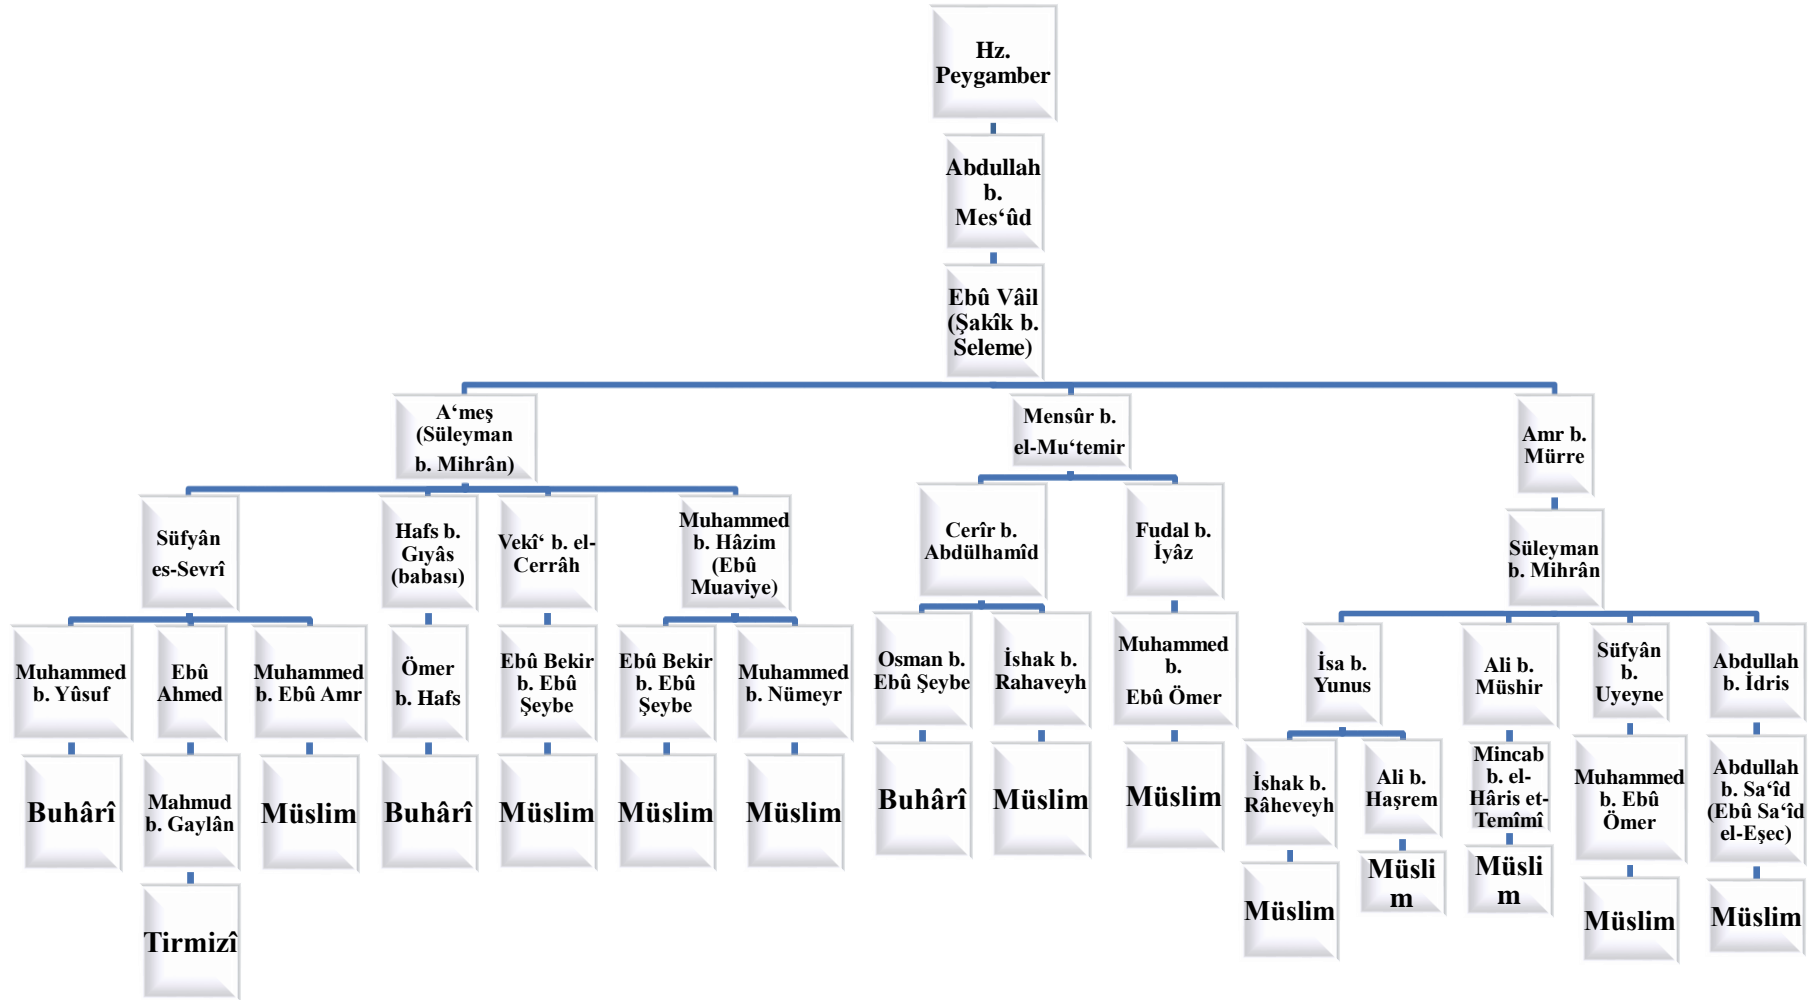 Hz.
Peygamber
Abdullah
b.
Mes‘ûd
Ebû Vâil
(Şakîk b.
Seleme)
A‘meş
(Süleyman
b. Mihrân)
Mensûr b.
el-Mu‘temir
Amr b.
Mürre
Süfyân
es-Sevrî
Hafs b.
Gıyâs
(babası)
Vekî‘ b. el-
Cerrâh
Muhammed
b. Hâzim
(Ebû
Muaviye)
Cerîr b.
Abdülhamîd
Fudal b.
İyâz
Süleyman
b. Mihrân
Muhammed
b. Yûsuf
Ebû
Ahmed
Muhammed
b. Ebû Amr
Ömer
b. Hafs
Ebû Bekir
b. Ebû
Şeybe
Ebû Bekir
b. Ebû
Şeybe
Muhammed
b. Nümeyr
Osman b.
Ebû Şeybe
İshak b.
Rahaveyh
Muhammed
b.
Ebû Ömer
İsa b.
Yunus
Ali b.
Müshir
Süfyân
b.
Uyeyne
Abdullah
b. İdris
Buhârî
Mahmud
b. Gaylân
Müslim
Buhârî
Müslim
Müslim
Müslim
Buhârî
Müslim
Müslim
İshak b.
Râheveyh
Ali b.
Haşrem
Mincab
b. el-
Hâris et-
Temîmî
Muhammed
b. Ebû
Ömer
Abdullah
b. Sa‘îd
(Ebû Sa‘îd
el-Eşec)
Tirmizî
Müslim
Müsli
m
Müsli
m
Müslim
Müslim